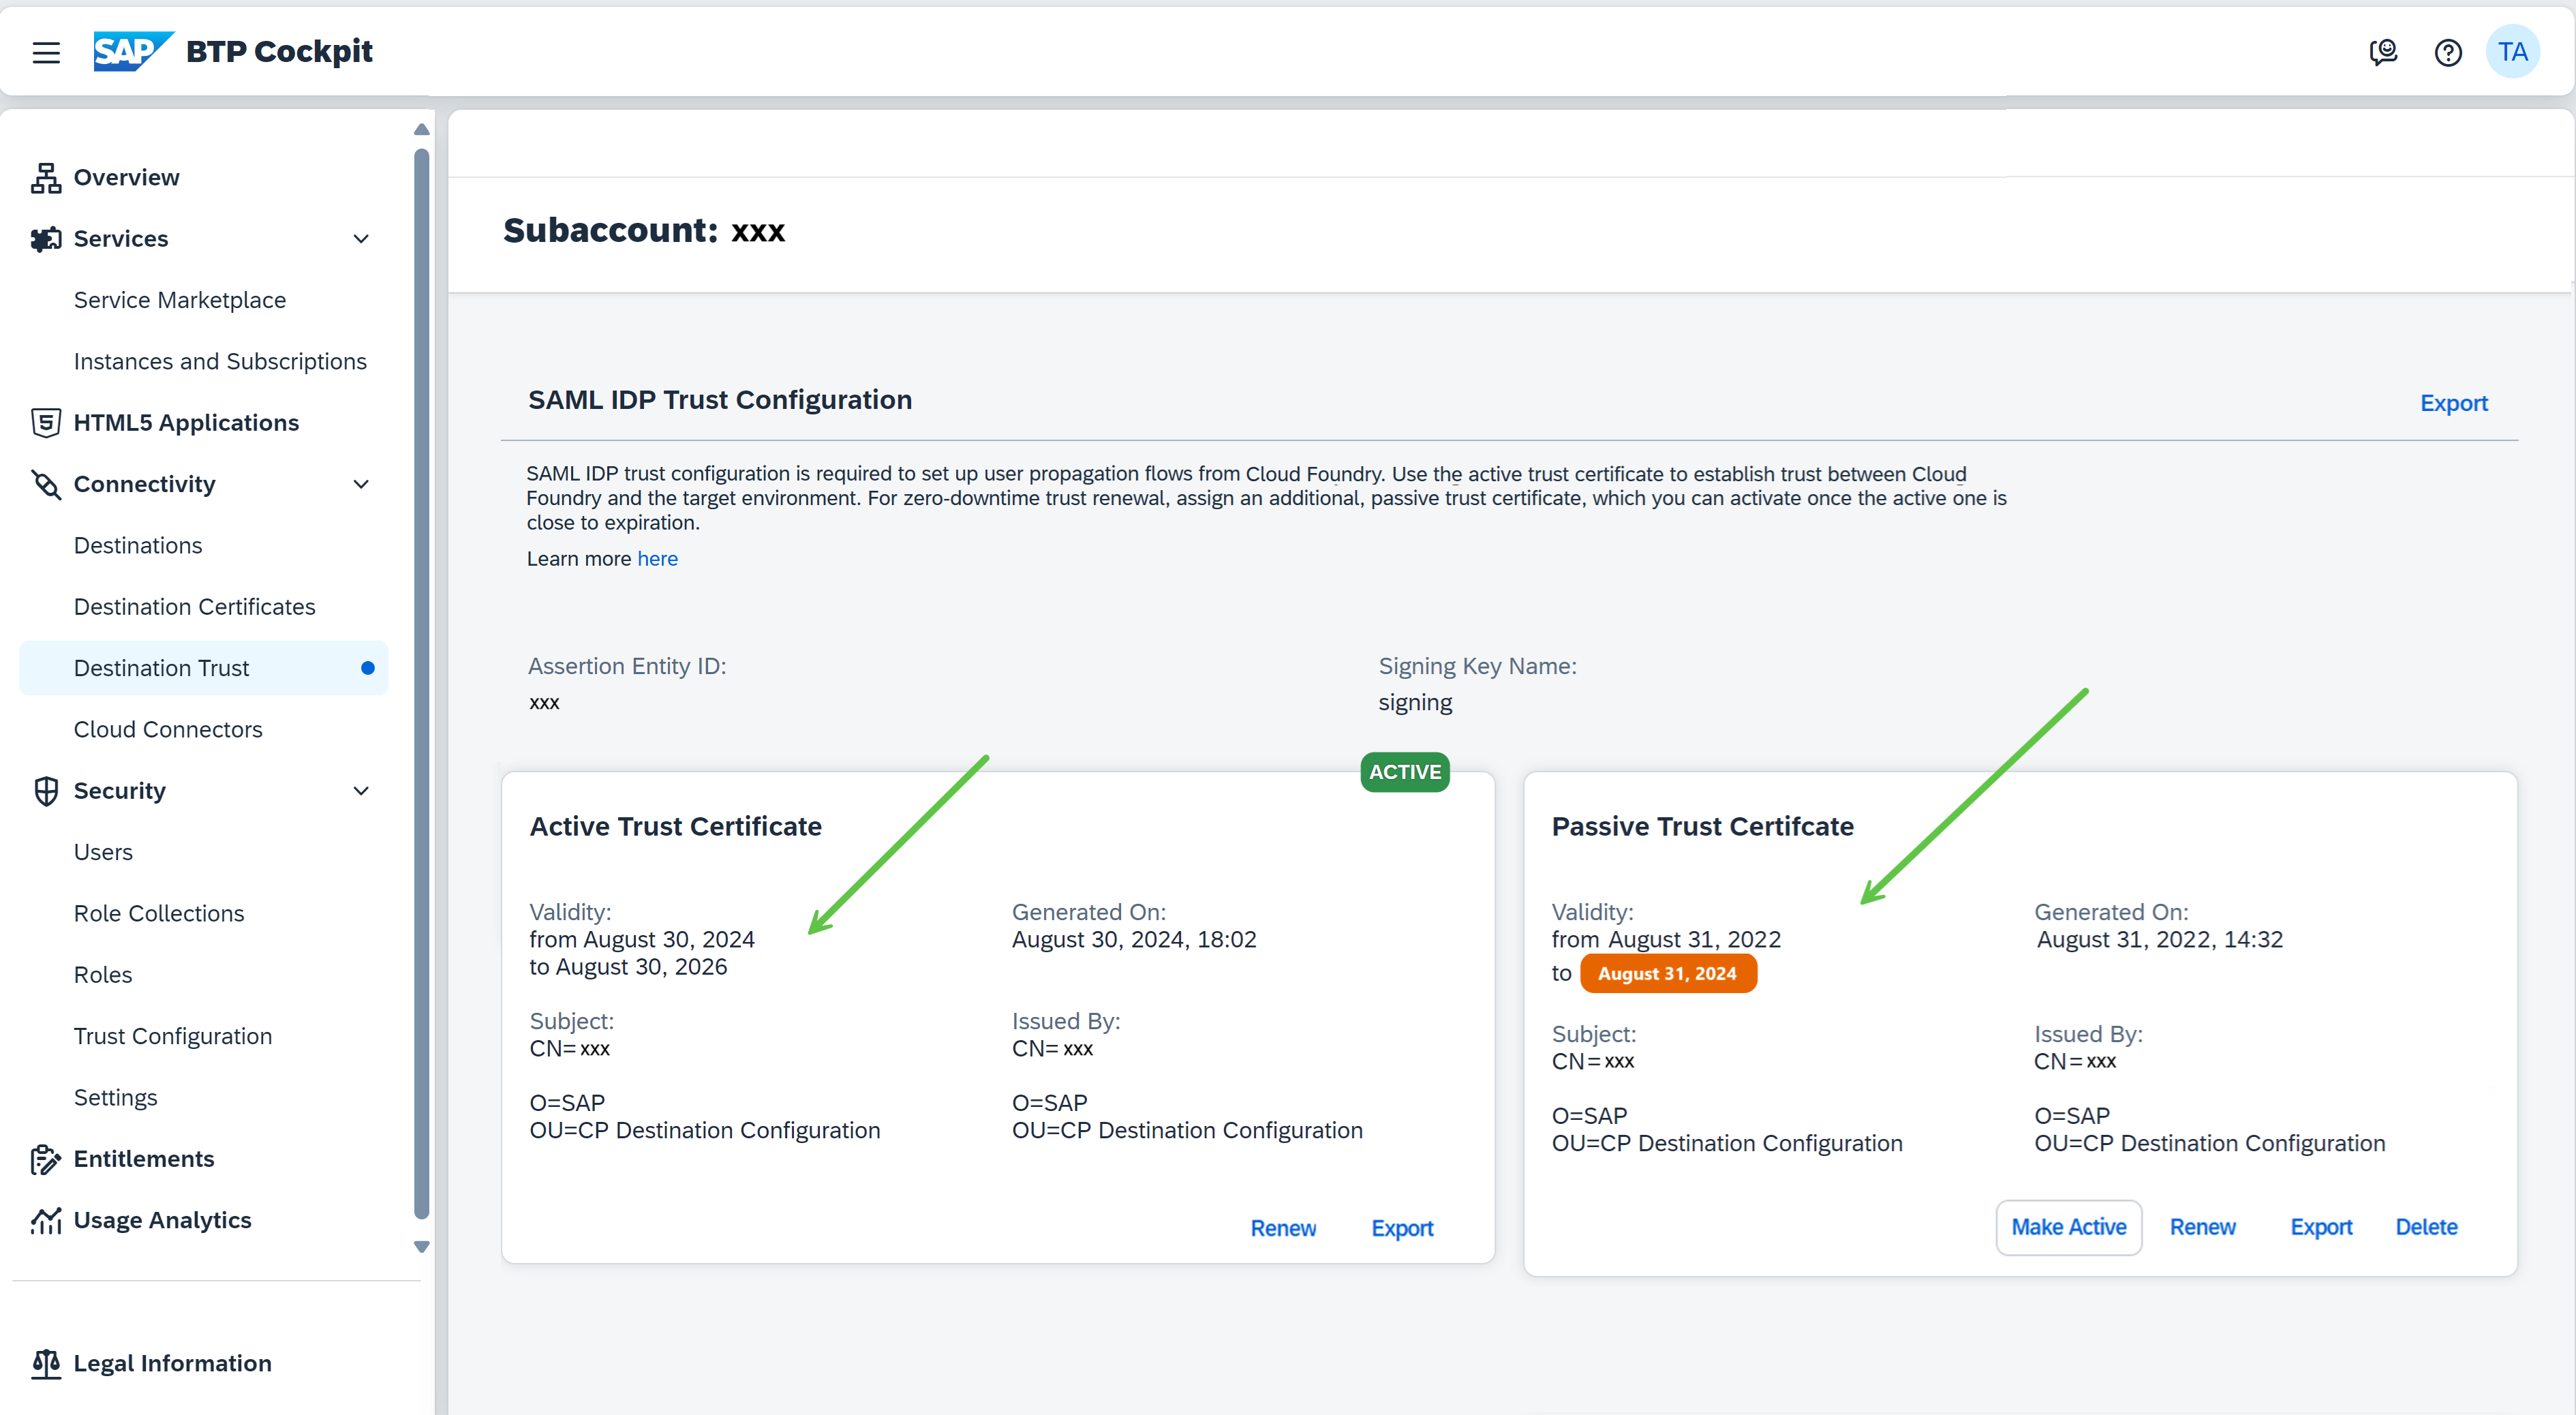 SAP BTP Cockpit
TA
Overview
Services
Service Marketplace
Instances and Subscriptions
HTML5 Applications
Connectivity
Destinations
Destination Certificates
Destination Trust
Cloud Connectors
Security
Users
Role Collections
Roles
Trust Configuration
Settings
Entitlements
Usage Analytics
Legal Information
Subaccount: xxx
SAML IDP Trust Configuration
Export
SAML IDP trust configuration is required to set up user propagation flows from Cloud Foundry. Use the active trust certificate to establish trust between Cloud
Foundry and the target environment. For zero-downtime trust renewal, assign an additional, passive trust certificate, which you can activate once the active one is
close to expiration.
Learn more here
Assertion Entity ID:
xxx
Signing Key Name:
signing
ACTIVE
Active Trust Certificate
Validity:
from August 30, 2024
to August 30, 2026
Generated On:
August 30, 2024, 18:02
Subject:
CN= xxx
O=SAP
OU=CP Destination Configuration
Issued By:
CN= xxx
O=SAP
OU=CP Destination Configuration
Renew
Export
Passive Trust Certifcate
Validity:
from August 31, 2022
to August 31, 2024
Generated On:
August 31, 2022, 14:32
Subject:
CN=xxx
O=SAP
OU=CP Destination Configuration
Issued By:
CN=xxx
O=SAP
OU=CP Destination Configuration
Make Active
Renew
Export
Delete